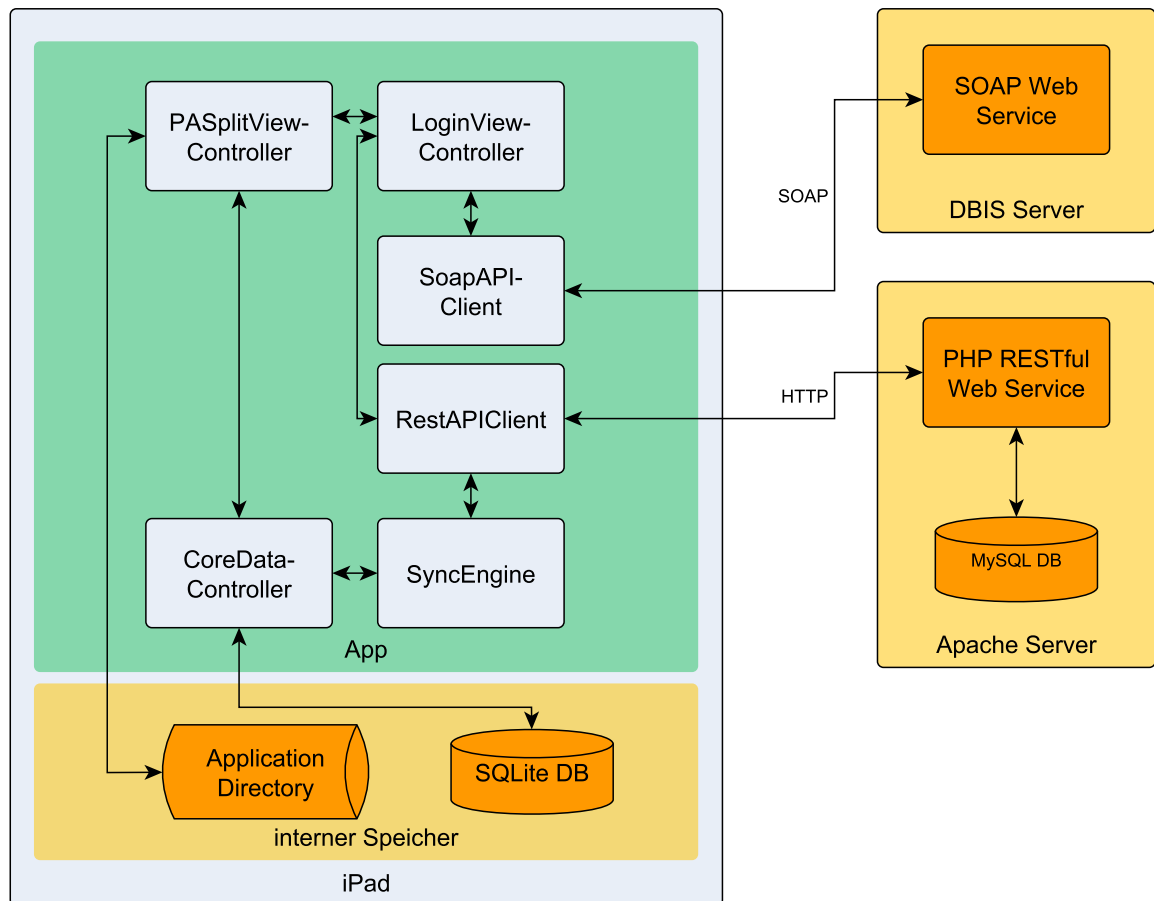 PASplitView-
Controller
LoginView-
Controller
SoapAPI-
Client
RestAPIClient
CoreData-
Controller
SyncEngine
App
Application
Directory
SQLite DB
interner Speicher
iPad
SOAP
HTTP
SOAP Web
Service
DBIS Server
PHP RESTful
Web Service
MySQL DB
Apache Server